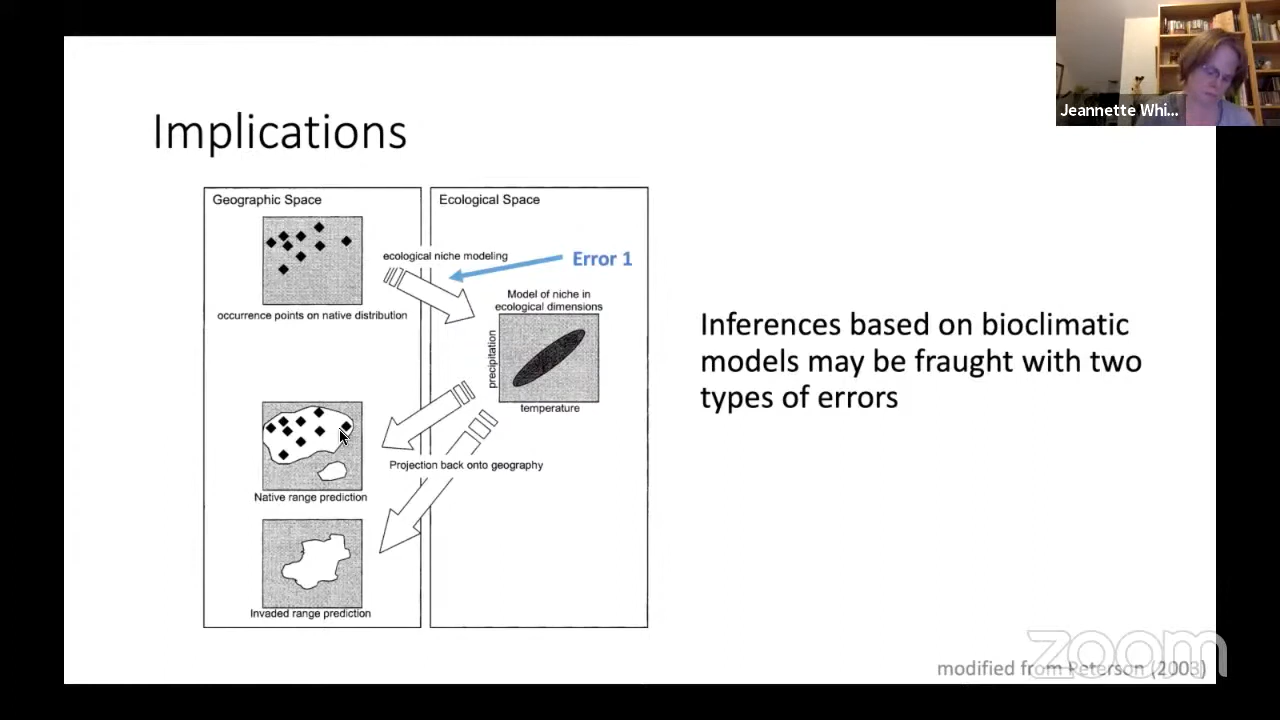 Jeannette Whi...
Implications
Geographic Space
Ecological Space
ecological niche modeling
Error 1
occurrence points on native distribution
Model of niche in
ecological dimensions
precipitation
temperature
Inferences based on bioclimatic
models may be fraught with two
types of errors
Projection back onto geography
Native range prediction
Invaded range prediction
modified from Peterson (2003)
zoom